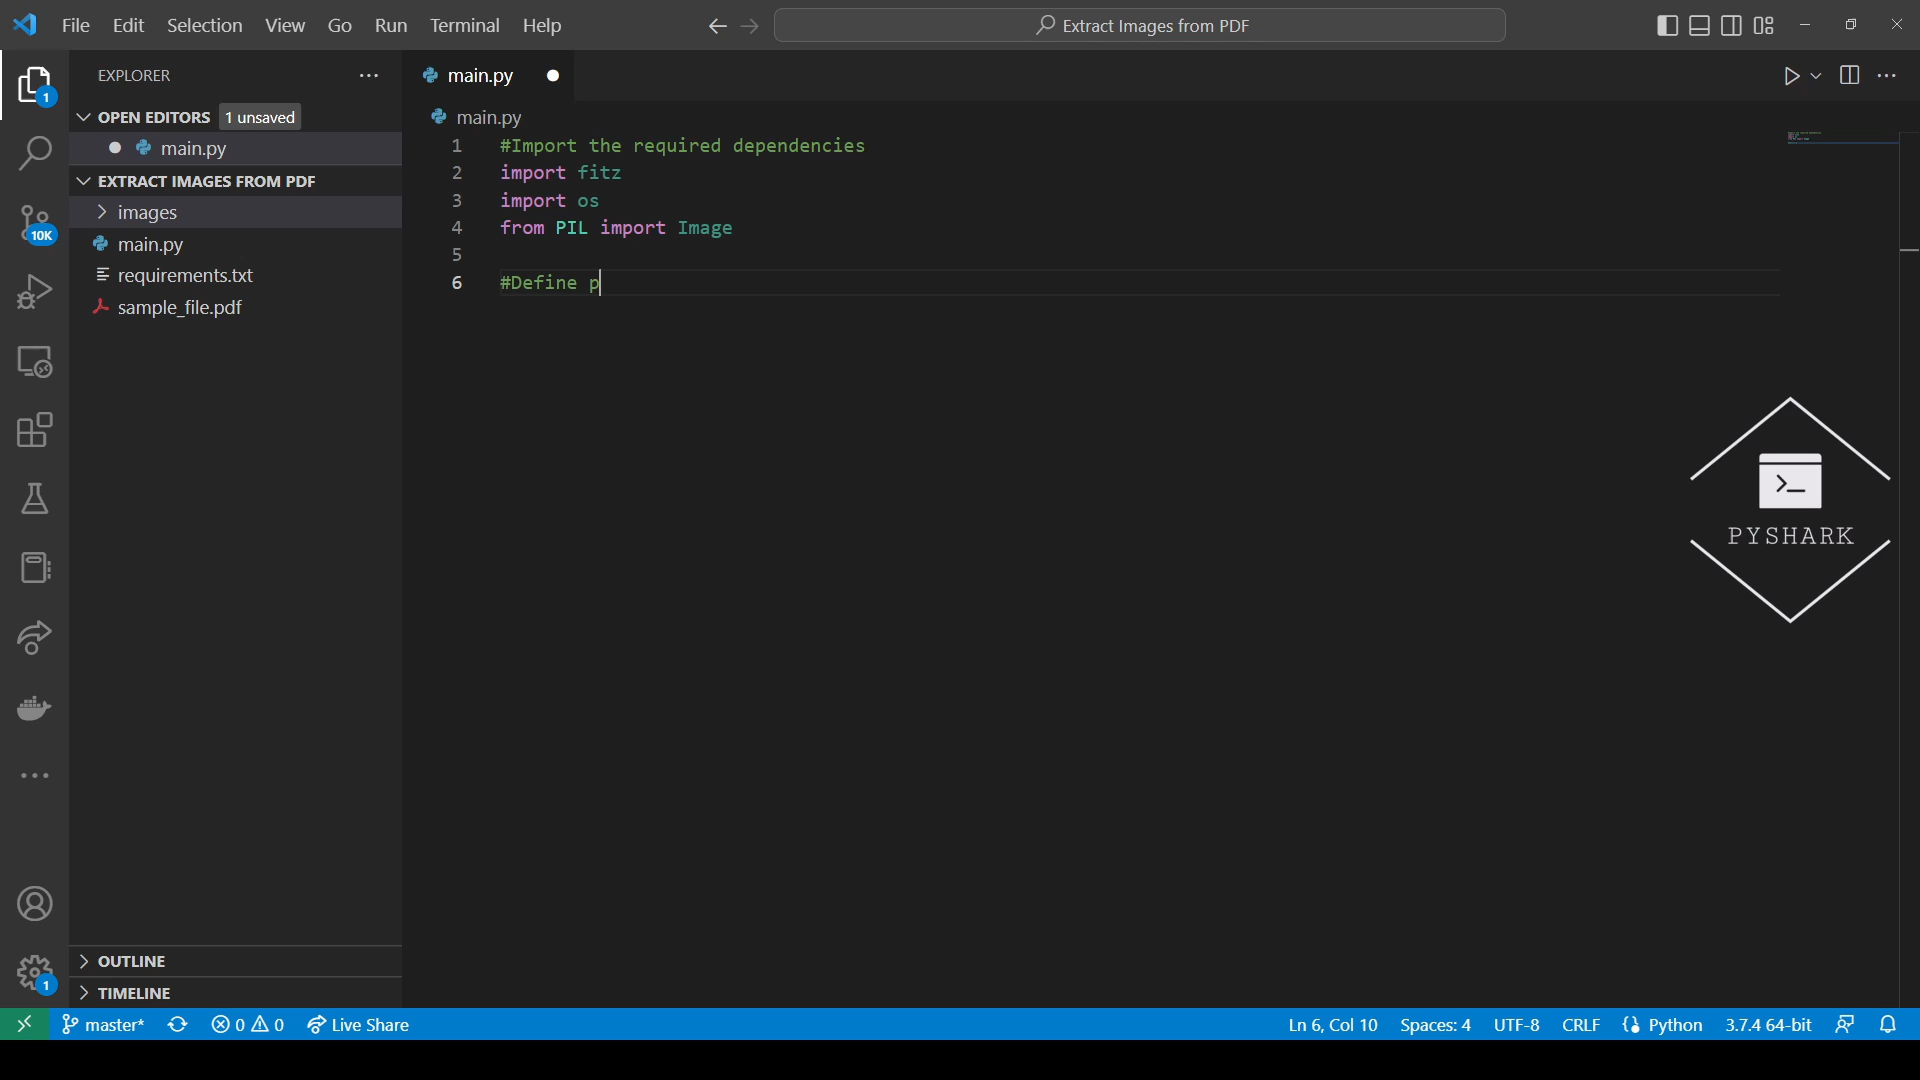 File Edit Selection View Go Run Terminal Help
Extract Images from PDF
EXPLORER
OPEN EDITORS 1 unsaved
main.py
EXTRACT IMAGES FROM PDF
images
main.py
requirements.txt
sample_file.pdf
OUTLINE
TIMELINE
1
10K
1
main.py
main.py
1 #Import the required dependencies
2 import fitz
3 import os
4 from PIL import Image
5
6 #Define p
>_
PYSHARK
master* 0 0 Live Share
Ln 6, Col 10 Spaces: 4 UTF-8 CRLF Python 3.7.4 64-bit